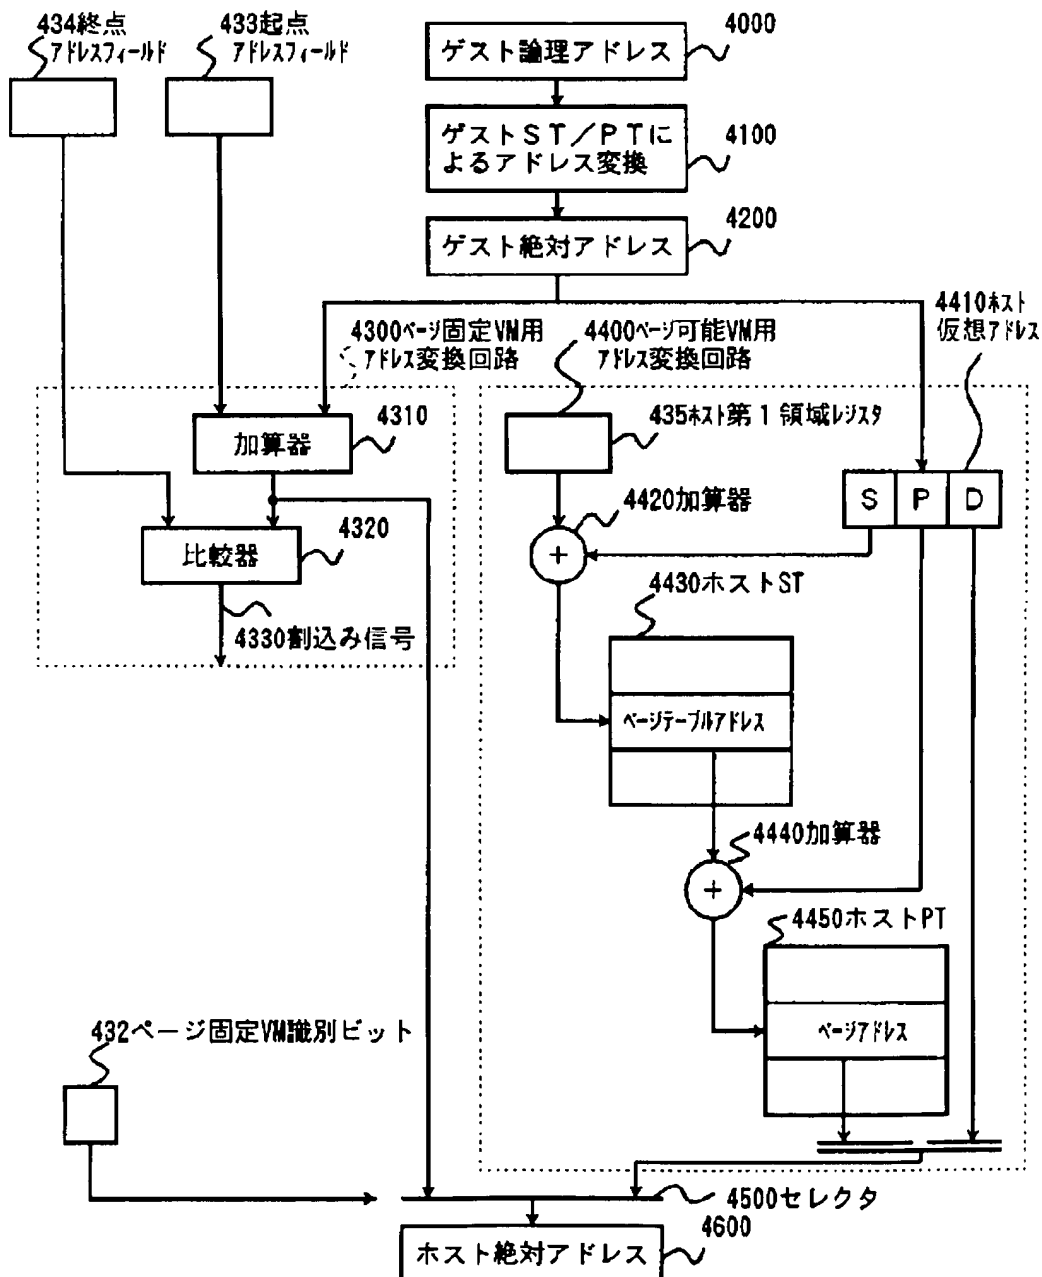 434終点
アドレスフィールド
433起点
アドレスフィールド
4000
ゲスト論理アドレス
ゲストST/PTに
よるアドレス変換
4100
4200
ゲスト絶対アドレス
4300ページ固定VM用
アドレス変換回路
4400ページ可能VM用
アドレス変換回路
4410ホスト
仮想アドレス
加算器
4310
435ホスト第1領域レジスタ
S P D
4420加算器
比較器
4320
4430ホストST
4330割込み信号
ページテーブルアドレス
4440加算器
4450ホストPT
ページアドレス
432ページ固定VM識別ビット
4500セレクタ
4600
ホスト絶対アドレス